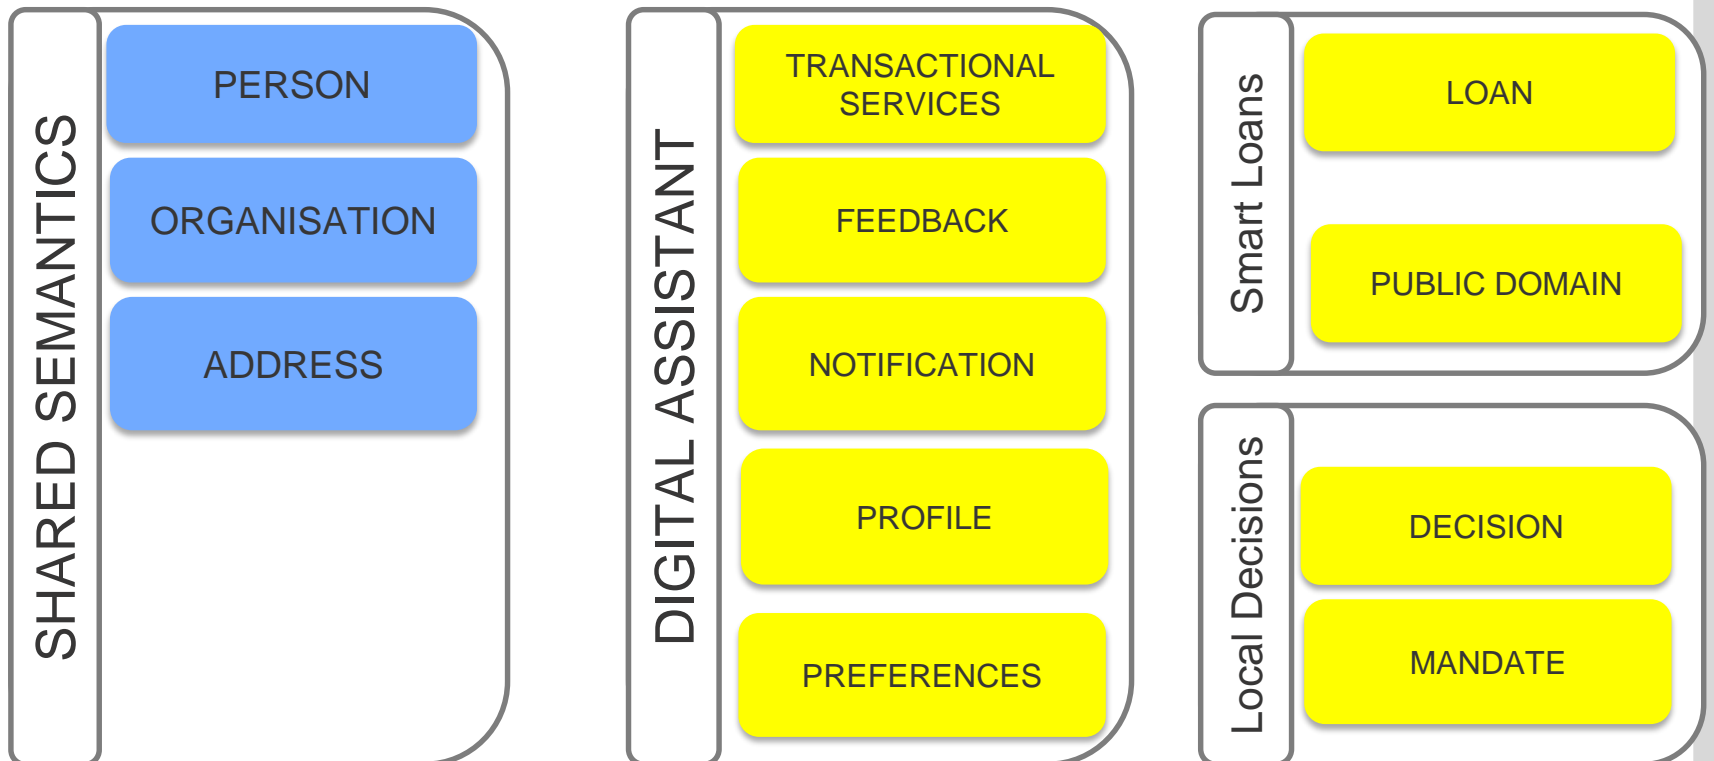 SHARED SEMANTICS
PERSON
ORGANISATION
ADDRESS
DIGITAL ASSISTANT
TRANSACTIONAL
SERVICES
FEEDBACK
NOTIFICATION
PROFILE
PREFERENCES
Smart Loans
LOAN
PUBLIC DOMAIN
Local Decisions
DECISION
MANDATE